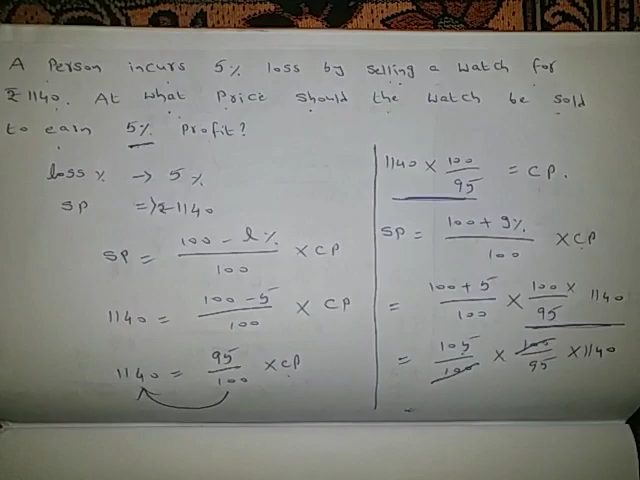 A Person incurs 5% loss by selling a watch for
₹1140. At what Price should the watch be sold
to earn 5% Profit?
loss % → 5%
SP ⇒ ₹1140
SP = 100 - l% / 100 × CP
1140 = 100 - 5 / 100 × CP
1140 = 95 / 100 × CP
1140 × 100 / 95 = CP.
SP = 100 + g% / 100 × CP
= 100 + 5 / 100 × 100 / 95 × 1140
= 105 / 100 × 100 / 95 × 1140